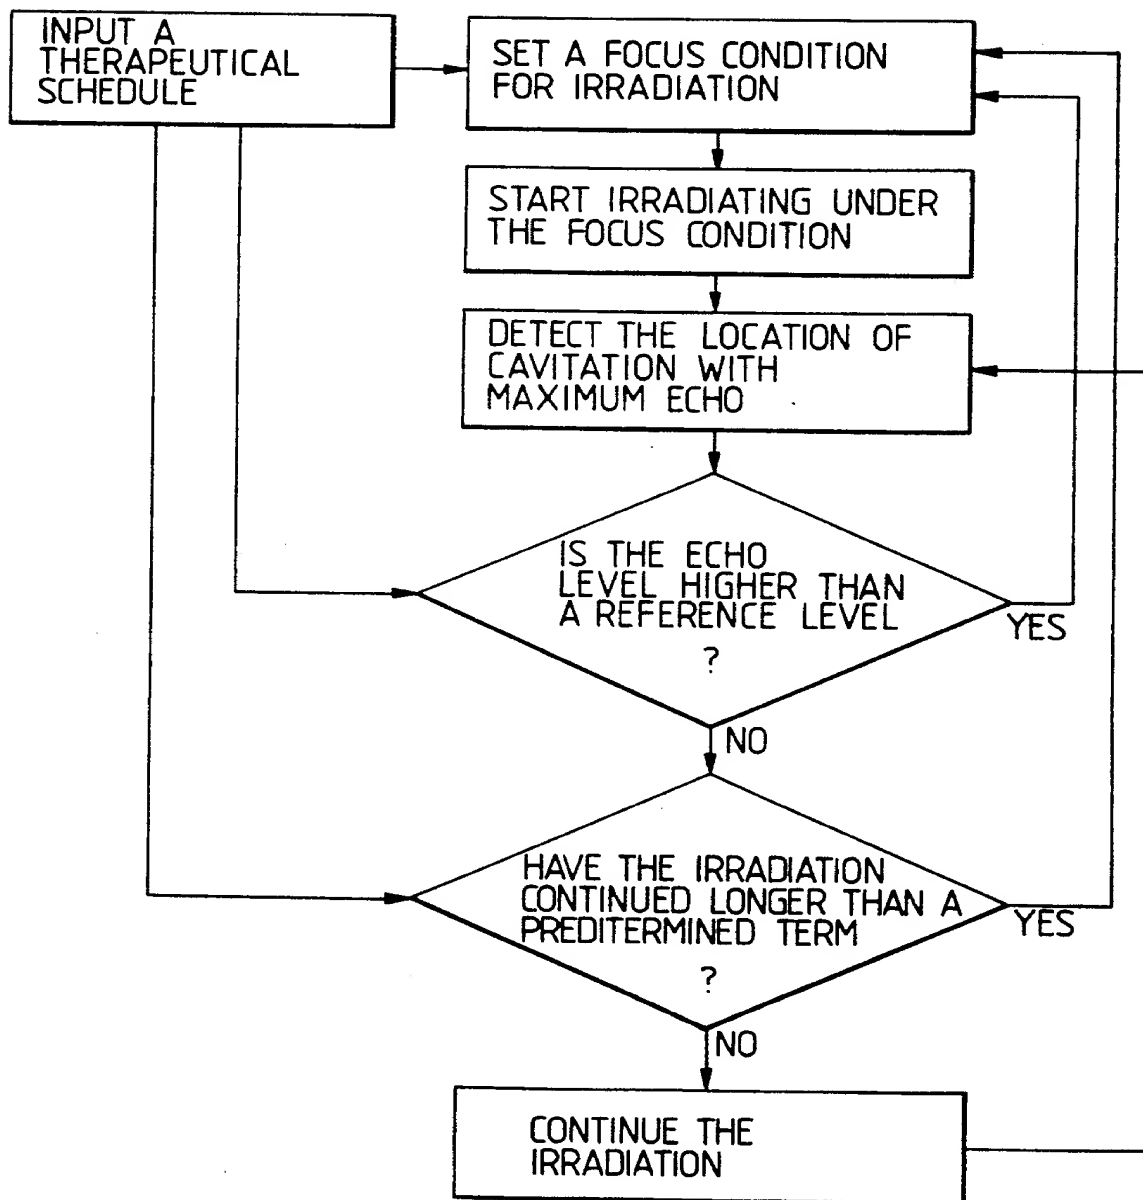 INPUT A
THERAPEUTICAL
SCHEDULE
SET A FOCUS CONDITION
FOR IRRADIATION
START IRRADIATING UNDER
THE FOCUS CONDITION
DETECT THE LOCATION OF
CAVITATION WITH
MAXIMUM ECHO
IS THE ECHO
LEVEL HIGHER THAN
A REFERENCE LEVEL
?
YES
NO
HAVE THE IRRADIATION
CONTINUED LONGER THAN A
PREDITERMINED TERM
?
YES
NO
CONTINUE THE
IRRADIATION